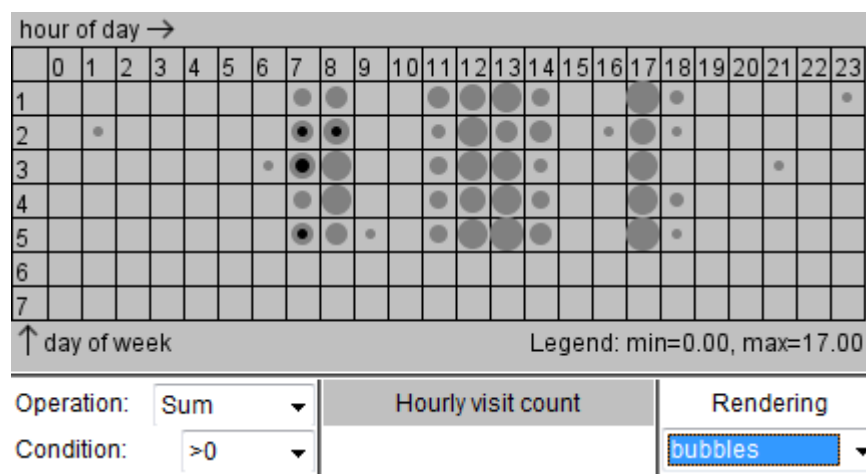 hour of day →
0 1 2 3 4 5 6 7 8 9 10 11 12 13 14 15 16 17 18 19 20 21 22 23
1
2
3
4
5
6
7
↑ day of week Legend: min=0.00, max=17.00
Operation: Sum Hourly visit count Rendering
Condition: >0 bubbles